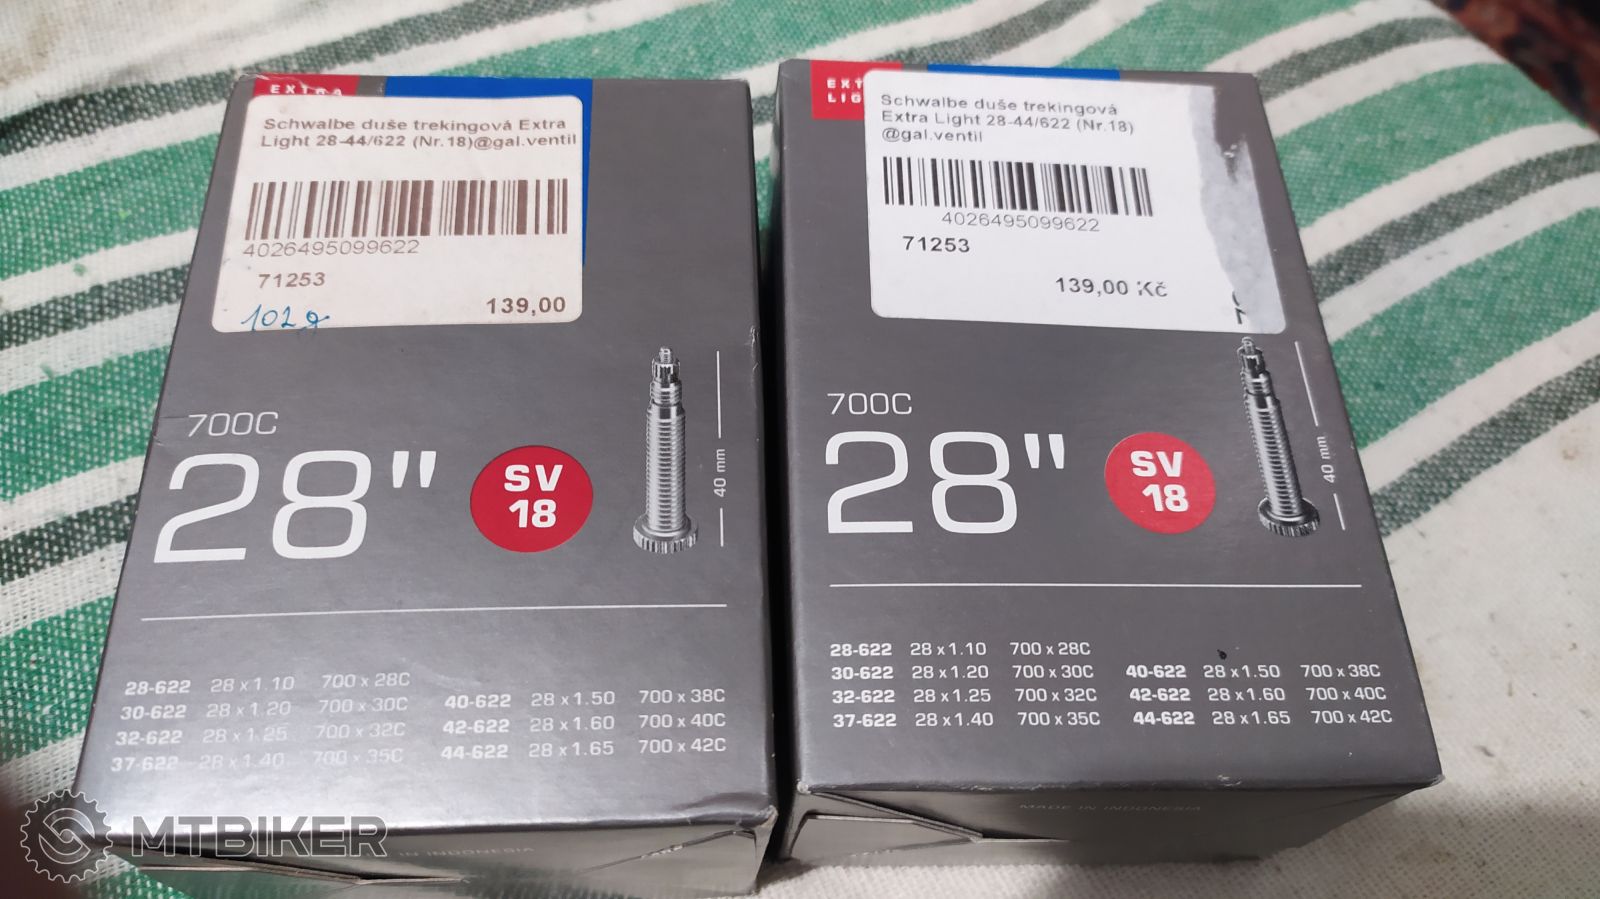 EXTRA
Schwalbe duše trekingová Extra
Light 28-44/622 (Nr.18)@gal.ventil
4026495099622
71253
139,00
102 g
700C
28"
SV
18
40 mm
28-622 28 x 1.10 700 x 28C
30-622 28 x 1.20 700 x 30C
32-622 28 x 1.25 700 x 32C
37-622 28 x 1.40 700 x 35C
40-622 28 x 1.50 700 x 38C
42-622 28 x 1.60 700 x 40C
44-622 28 x 1.65 700 x 42C
IN INDONESIA
EXT
LIG
Schwalbe duše trekingová
Extra Light 28-44/622 (Nr.18)
@gal.ventil
4026495099622
71253
139,00 Kč
700C
28"
SV
18
40 mm
28-622 28 x 1.10 700 x 28C
30-622 28 x 1.20 700 x 30C
32-622 28 x 1.25 700 x 32C
37-622 28 x 1.40 700 x 35C
40-622 28 x 1.50 700 x 38C
42-622 28 x 1.60 700 x 40C
44-622 28 x 1.65 700 x 42C
MADE IN INDONESIA
MTBIKER